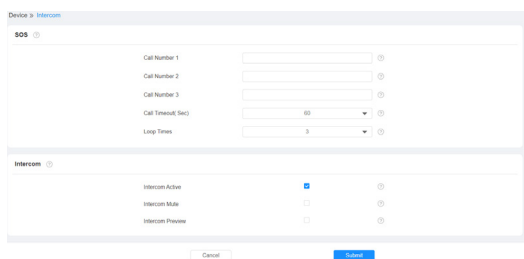 Device » Intercom
SOS ?
Call Number 1 ?
Call Number 2 ?
Call Number 3 ?
Call Timeout( Sec) 60 ?
Loop Times 3 ?
Intercom ?
Intercom Active ?
Intercom Mute ?
Intercom Preview ?
Cancel Submit